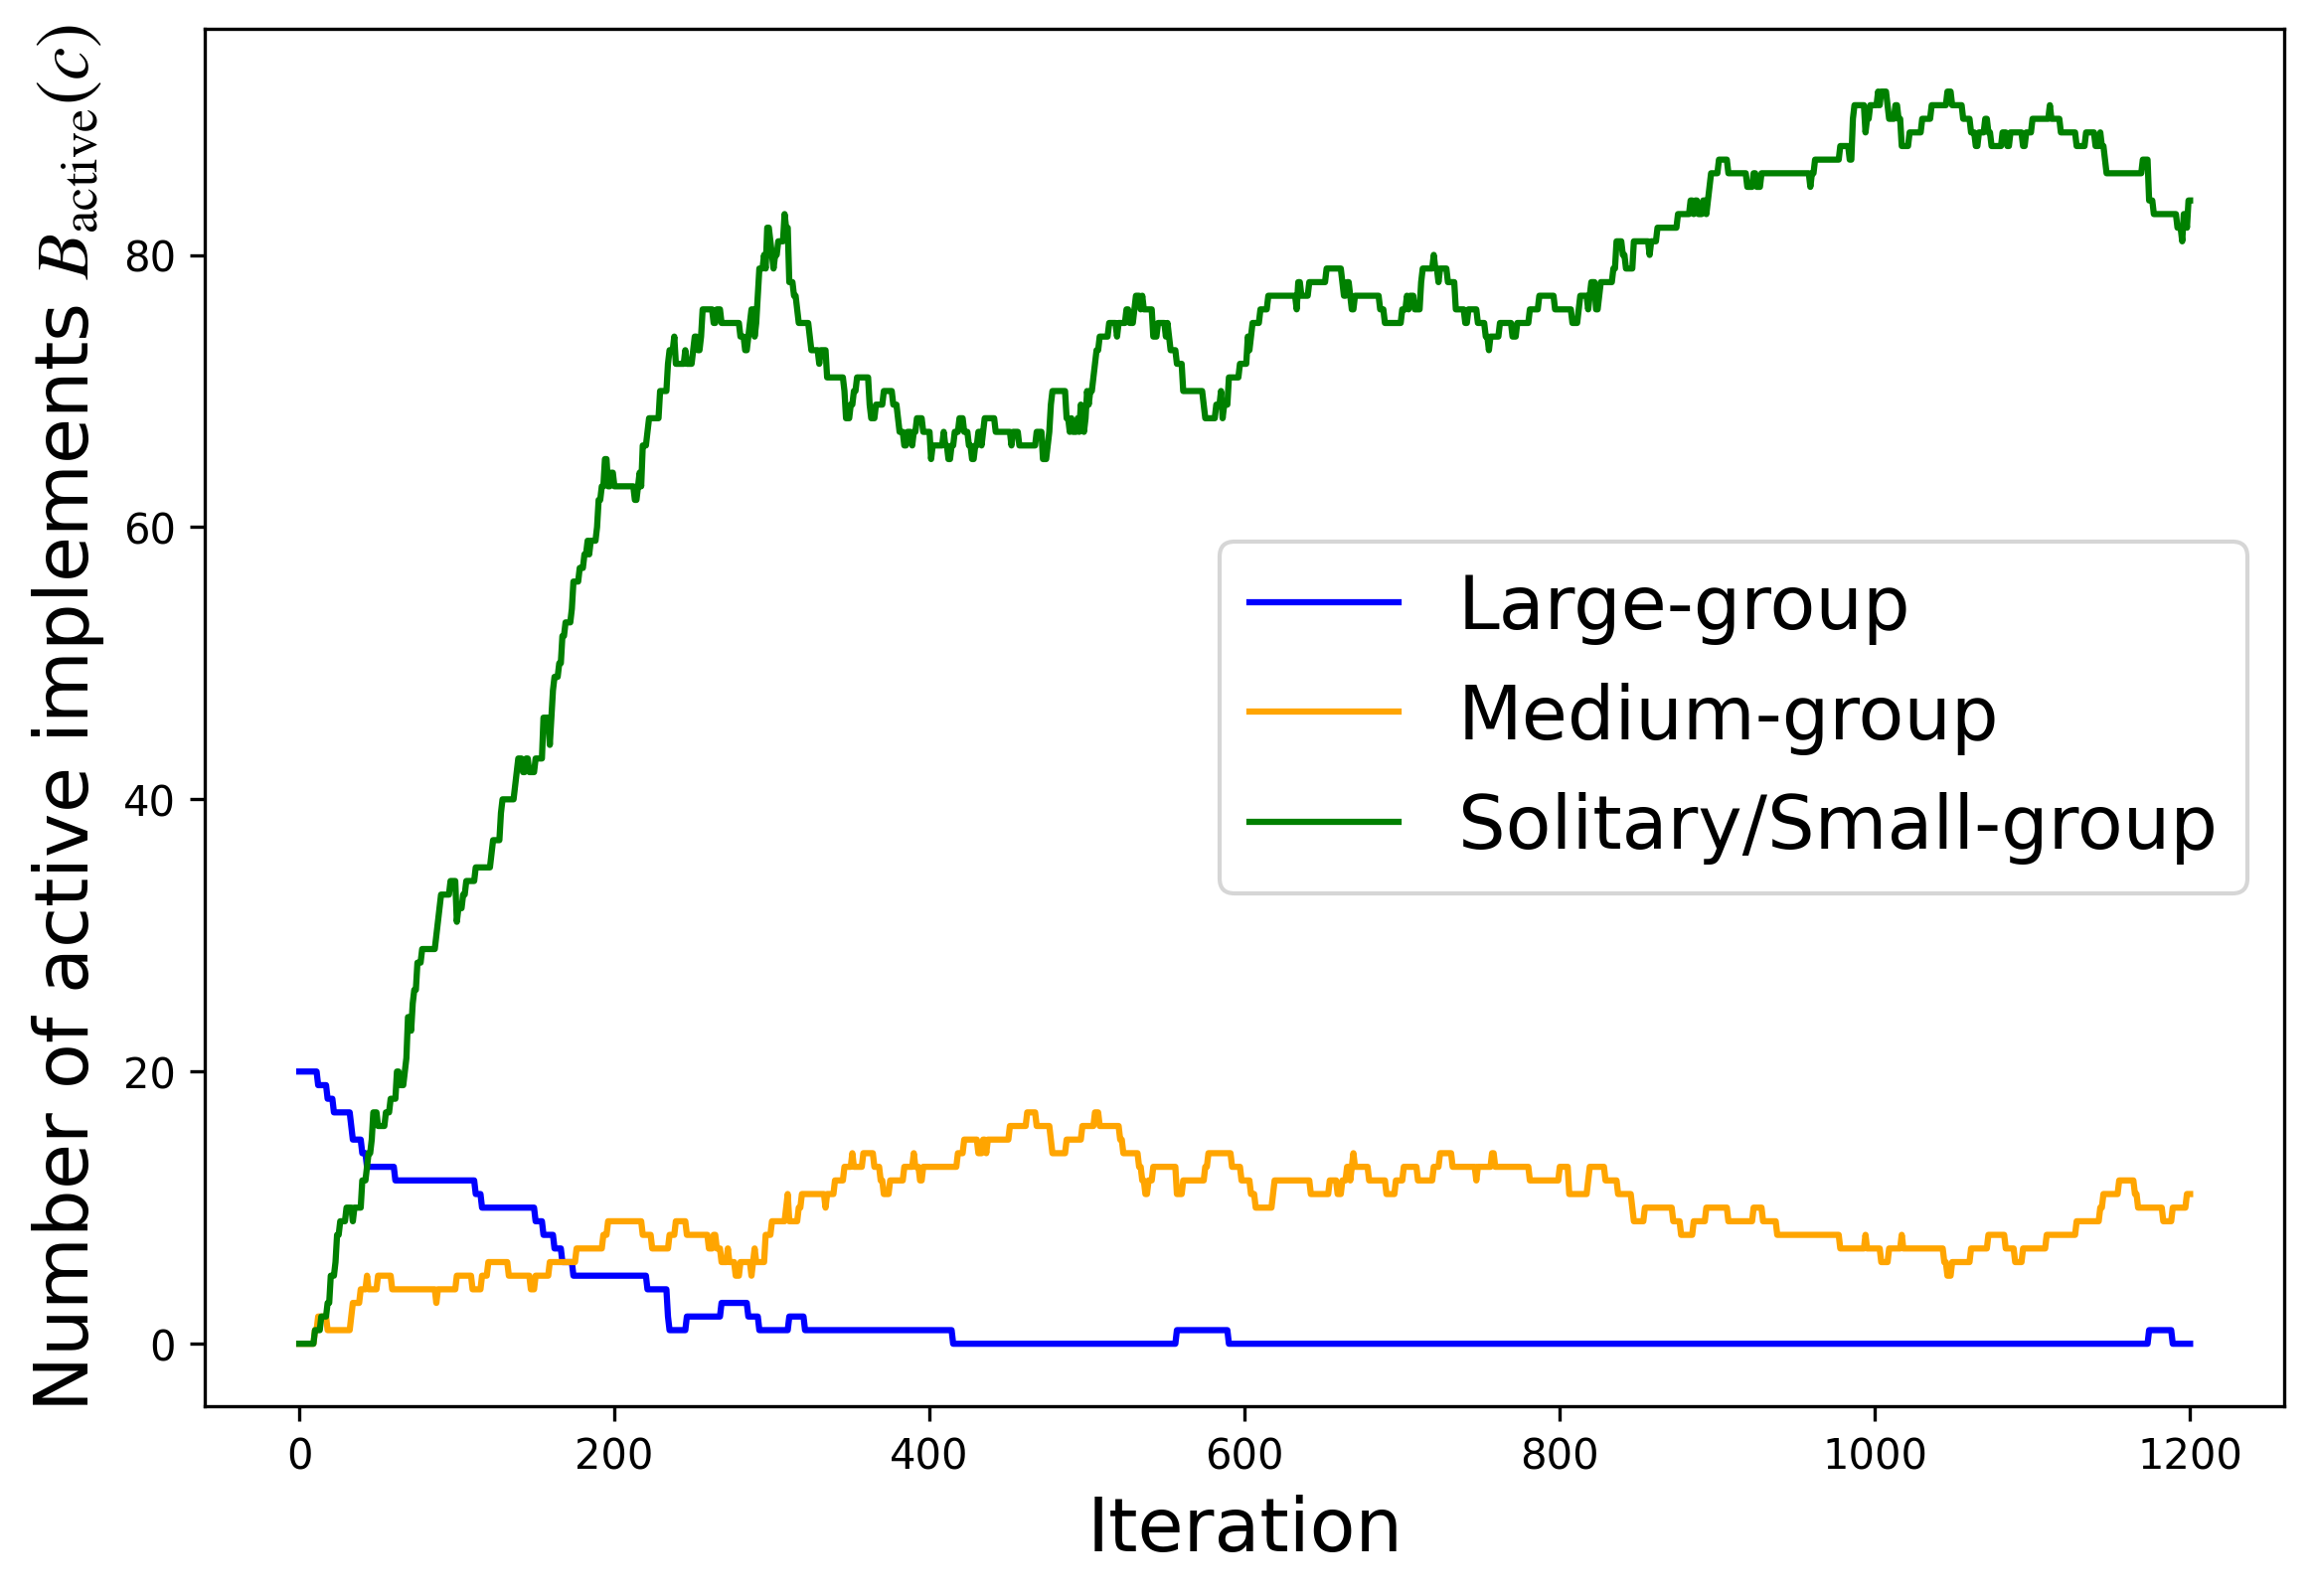 Number of active implements B_active(c)
80
60
40
20
0
Large-group
Medium-group
Solitary/Small-group
0 200 400 600 800 1000 1200
Iteration